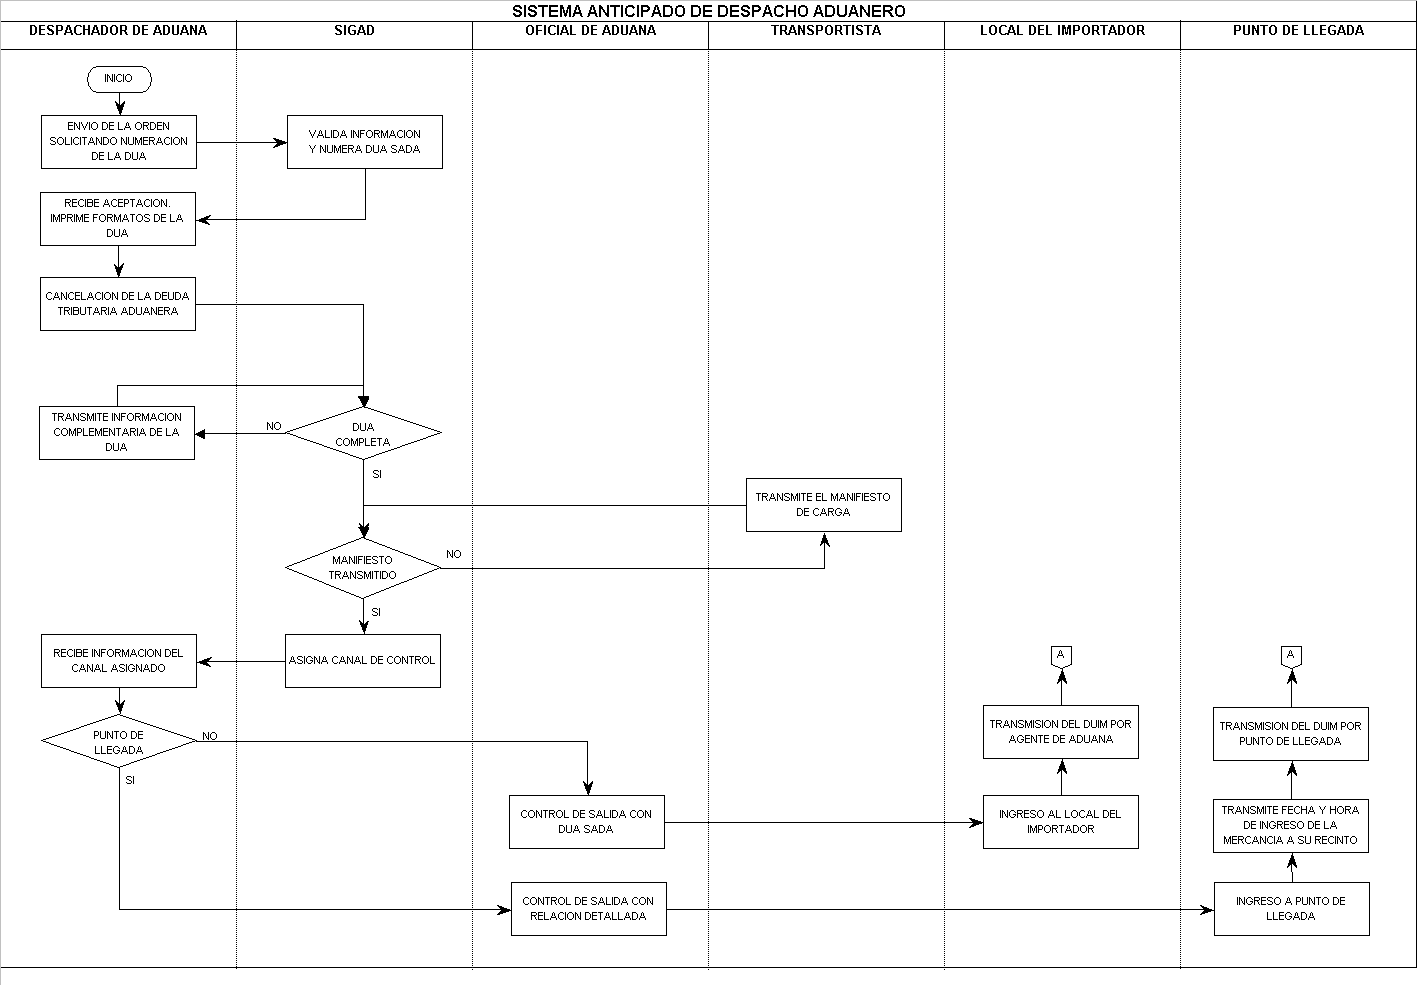 SISTEMA ANTICIPADO DE DESPACHO ADUANERO
DESPACHADOR DE ADUANA
SIGAD
OFICIAL DE ADUANA
TRANSPORTISTA
LOCAL DEL IMPORTADOR
PUNTO DE LLEGADA
INICIO
ENVIO DE LA ORDEN
SOLICITANDO NUMERACION
DE LA DUA
VALIDA INFORMACION
Y NUMERA DUA SADA
RECIBE ACEPTACION.
IMPRIME FORMATOS DE LA
DUA
CANCELACION DE LA DEUDA
TRIBUTARIA ADUANERA
TRANSMITE INFORMACION
COMPLEMENTARIA DE LA
DUA
NO
DUA
COMPLETA
SI
TRANSMITE EL MANIFIESTO
DE CARGA
MANIFIESTO
TRANSMITIDO
NO
SI
RECIBE INFORMACION DEL
CANAL ASIGNADO
ASIGNA CANAL DE CONTROL
A
A
PUNTO DE
LLEGADA
NO
SI
TRANSMISION DEL DUIM POR
AGENTE DE ADUANA
TRANSMISION DEL DUIM POR
PUNTO DE LLEGADA
CONTROL DE SALIDA CON
DUA SADA
INGRESO AL LOCAL DEL
IMPORTADOR
TRANSMITE FECHA Y HORA
DE INGRESO DE LA
MERCANCIA A SU RECINTO
CONTROL DE SALIDA CON
RELACION DETALLADA
INGRESO A PUNTO DE
LLEGADA